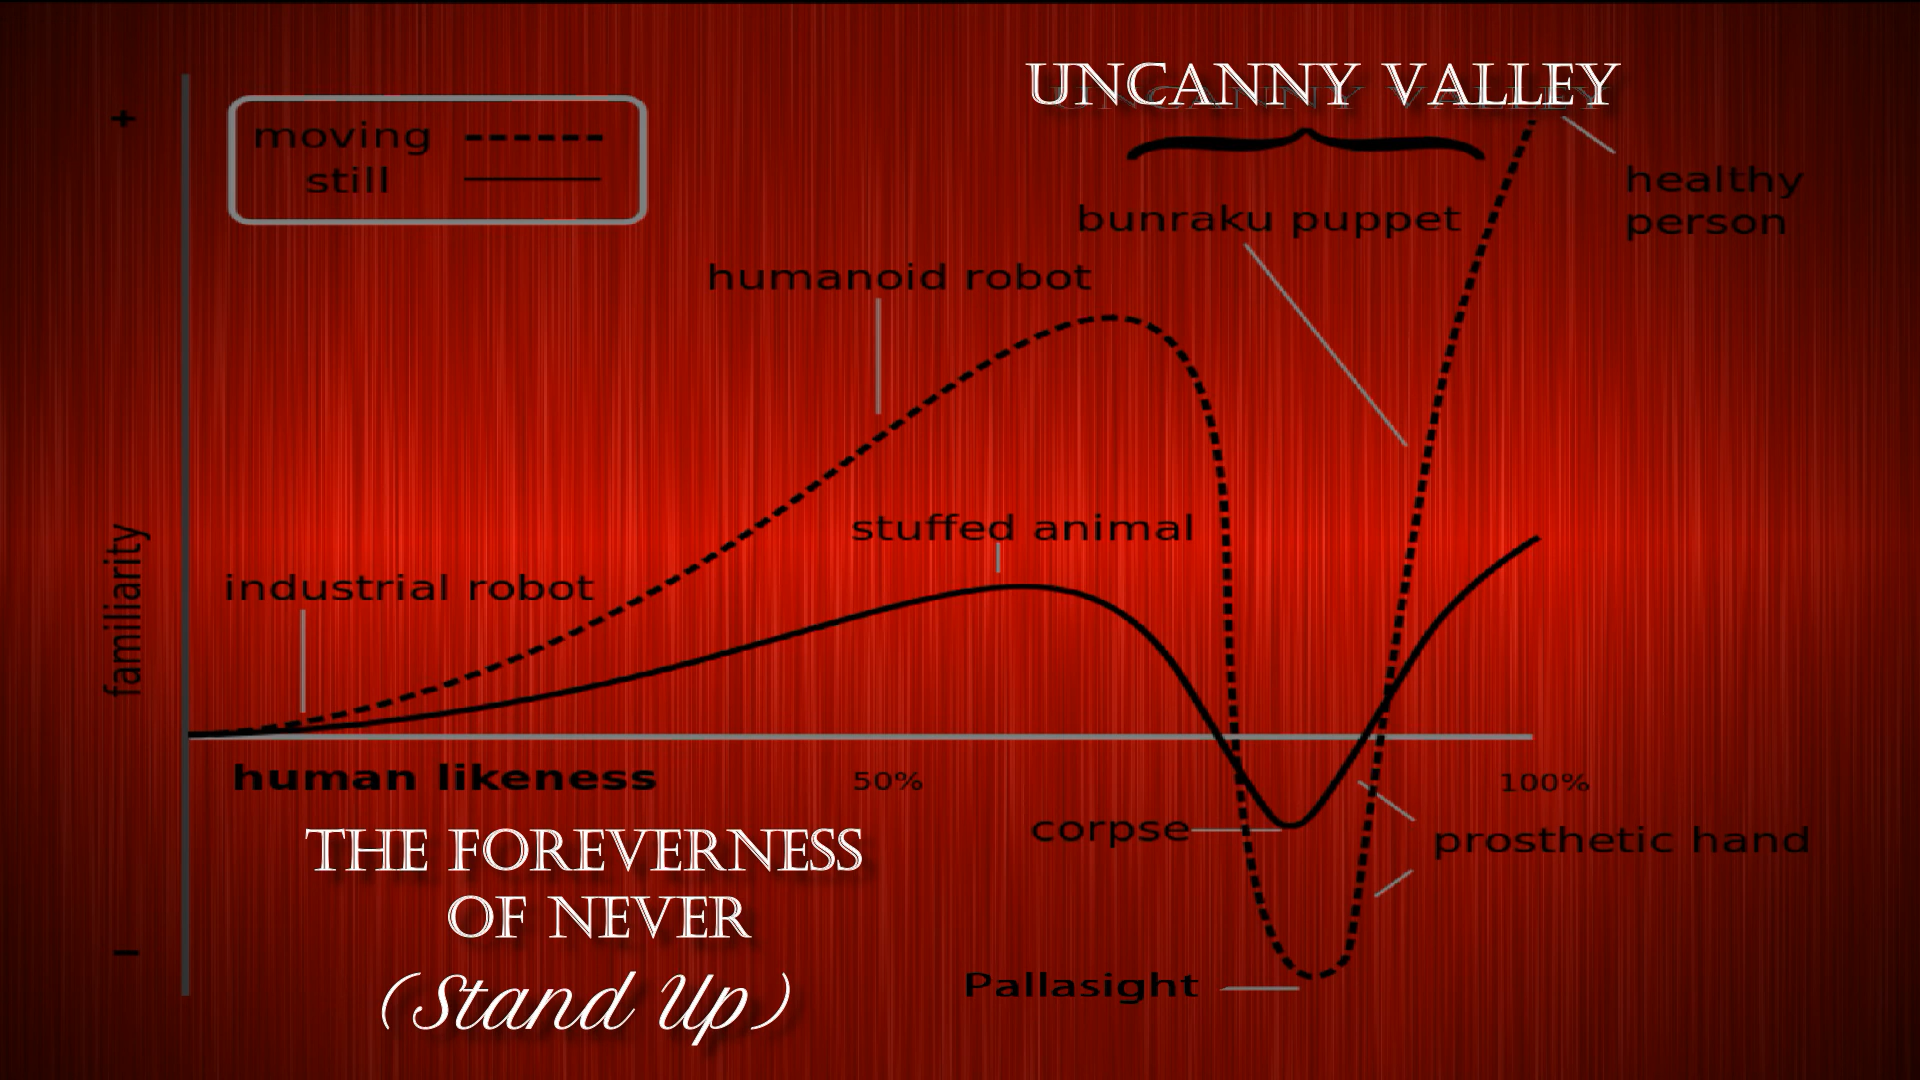 UNCANNY VALLEY
+
moving
still
healthy
person
bunraku puppet
humanoid robot
stuffed animal
industrial robot
familiarity
human likeness
50%
100%
corpse
prosthetic hand
THE FOREVERNESS
OF NEVER
(Stand Up)
−
Pallasight